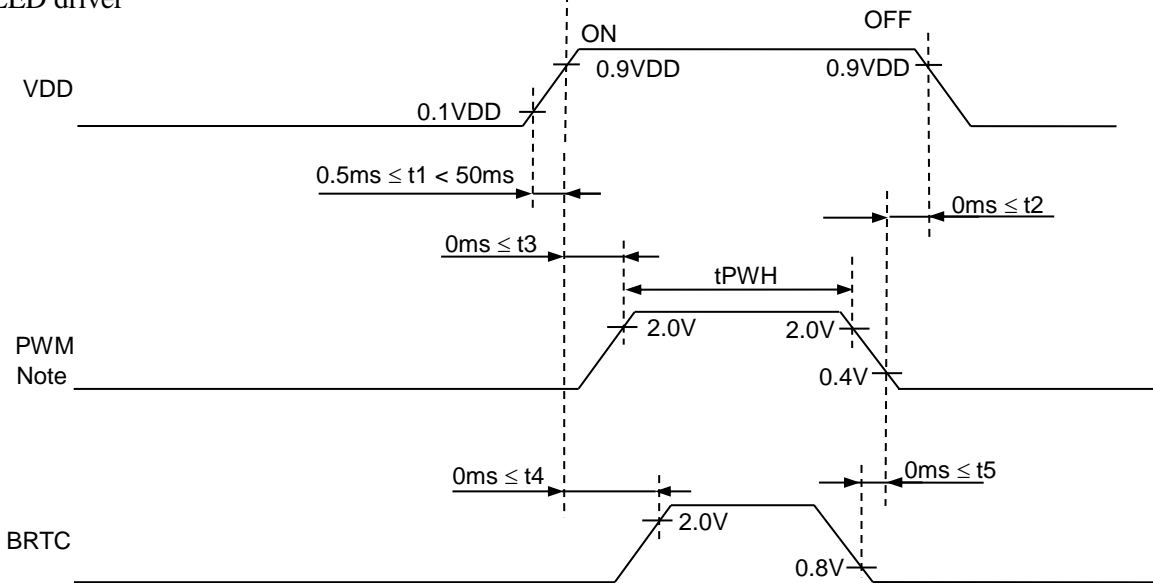 LED driver
ON
OFF
VDD
0.9VDD
0.9VDD
0.1VDD
0.5ms ≤ t1 < 50ms
0ms ≤ t2
0ms ≤ t3
tPWH
PWM
Note
2.0V
2.0V
0.4V
0ms ≤ t4
0ms ≤ t5
BRTC
2.0V
0.8V